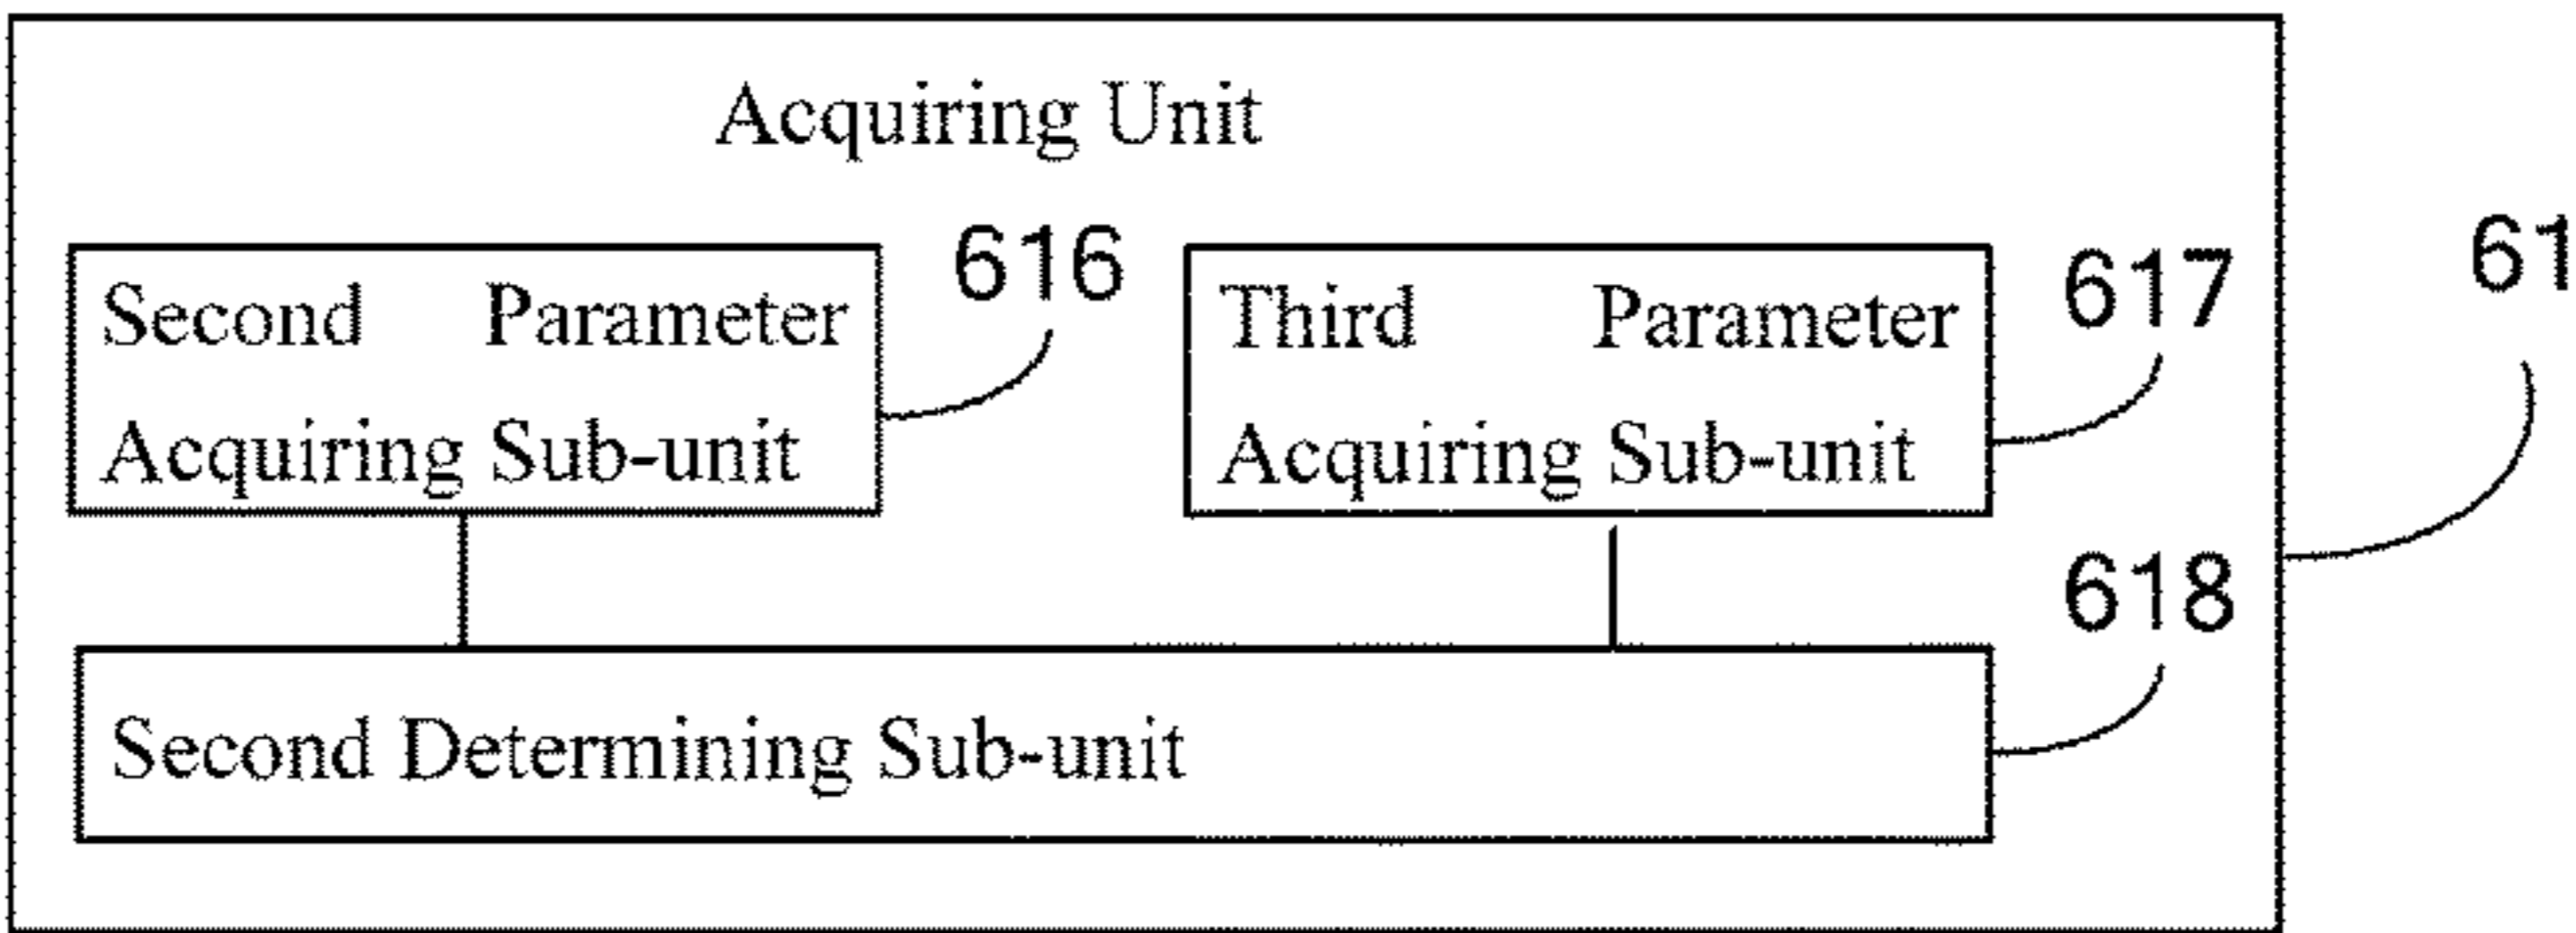 Acquiring Unit
616
617
61
Second Parameter
Acquiring Sub-unit
Third Parameter
Acquiring Sub-unit
618
Second Determining Sub-unit